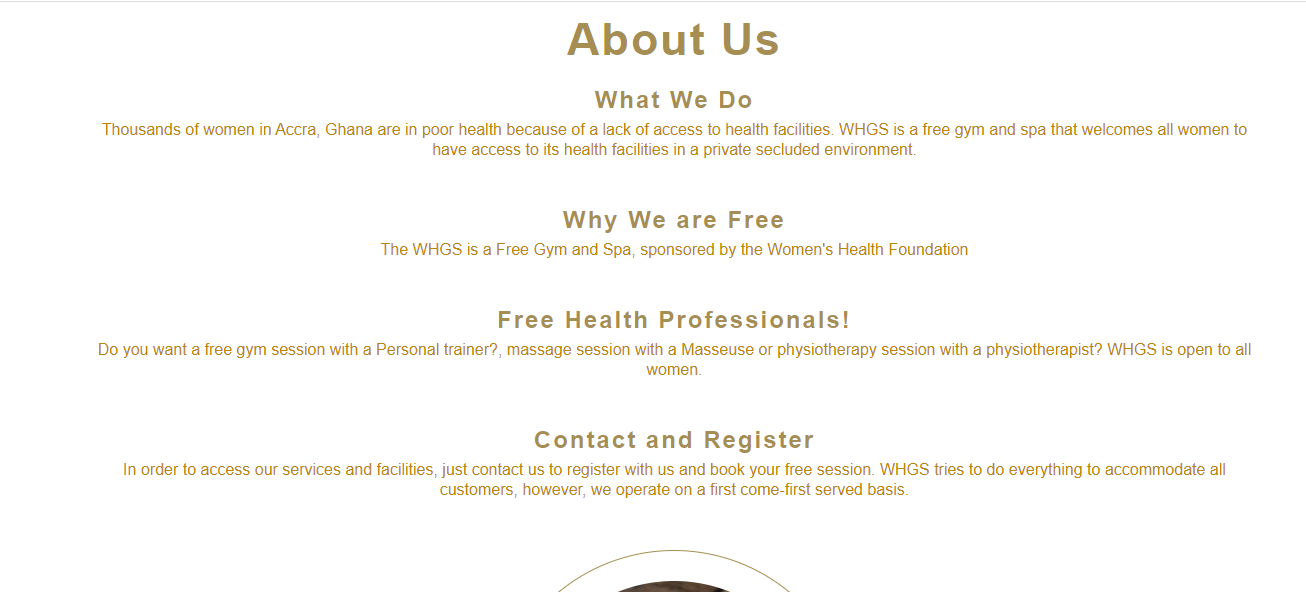 About Us
What We Do
Thousands of women in Accra, Ghana are in poor health because of a lack of access to health facilities. WHGS is a free gym and spa that welcomes all women to
have access to its health facilities in a private secluded environment.
Why We are Free
The WHGS is a Free Gym and Spa, sponsored by the Women's Health Foundation
Free Health Professionals!
Do you want a free gym session with a Personal trainer?, massage session with a Masseuse or physiotherapy session with a physiotherapist? WHGS is open to all
women.
Contact and Register
In order to access our services and facilities, just contact us to register with us and book your free session. WHGS tries to do everything to accommodate all
customers, however, we operate on a first come-first served basis.